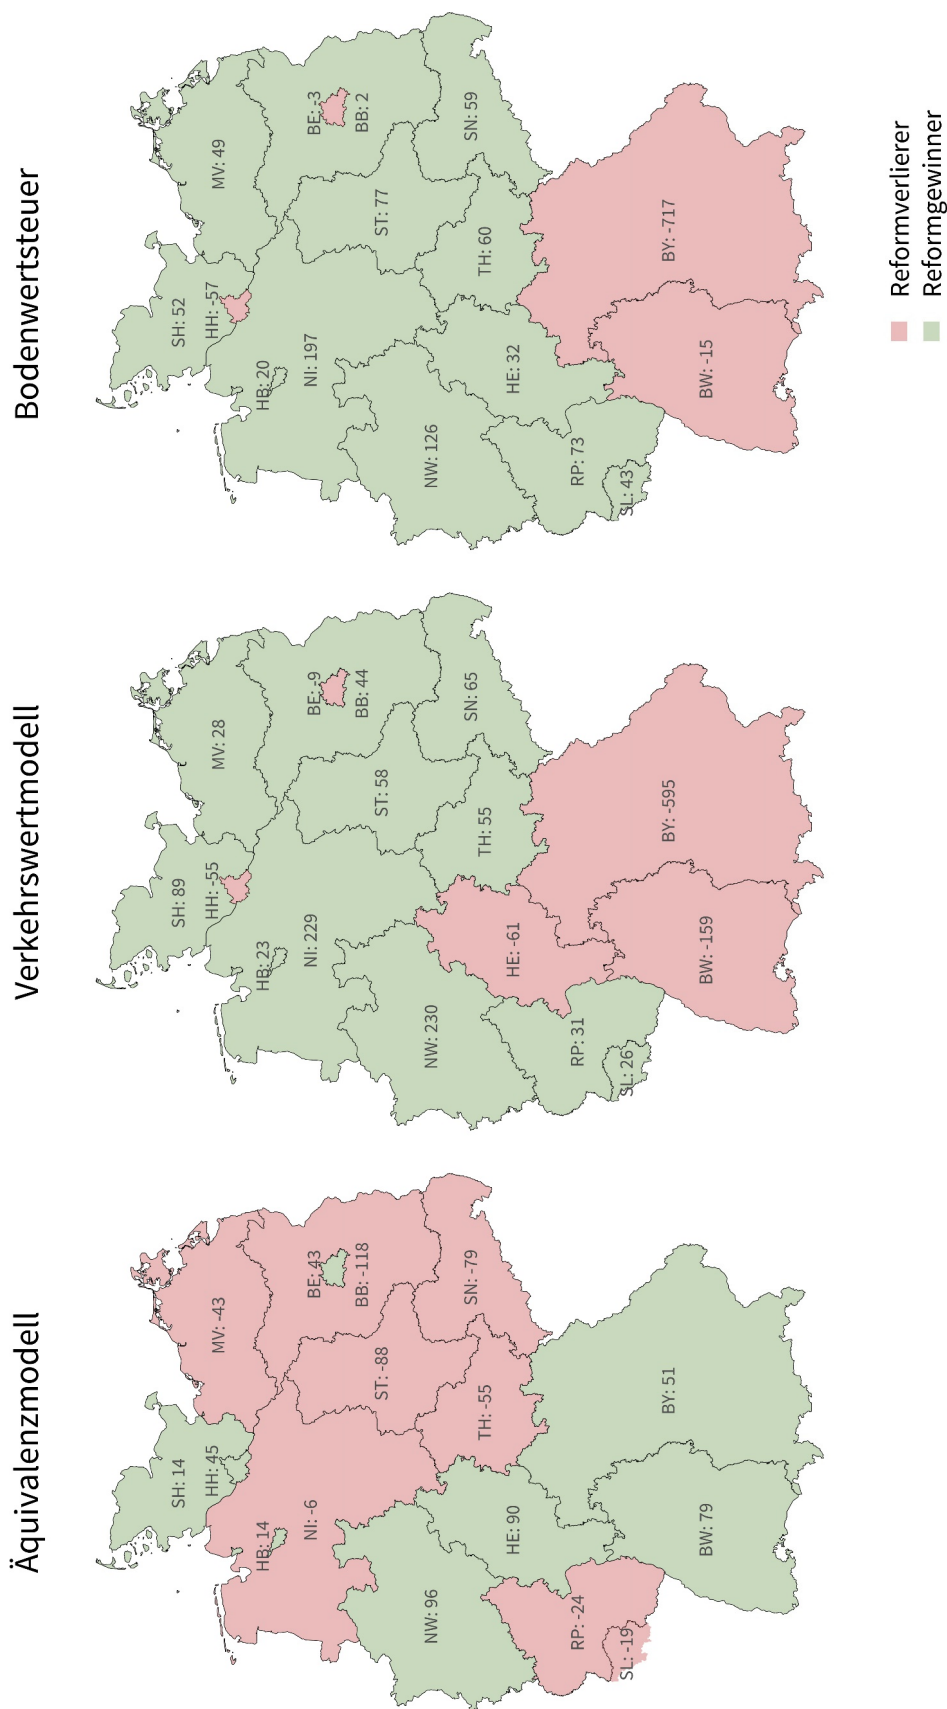 Äquivalenzmodell
SH: 14
HH: 45
MV: -43
HB: 14
NI: -6
BE: 43
BB: -118
ST: -88
NW: 96
SN: -79
TH: -55
HE: 90
RP: -24
SL: -19
BY: 51
BW: 79
Verkehrswertmodell
SH: 89
HH: -55
MV: 28
HB: 23
NI: 229
BE: -9
BB: 44
ST: 58
NW: 230
SN: 65
TH: 55
HE: -61
RP: 31
SL: 26
BY: -595
BW: -159
Bodenwertsteuer
SH: 52
HH: -57
MV: 49
HB: 20
NI: 197
BE: -3
BB: 2
ST: 77
NW: 126
SN: 59
TH: 60
HE: 32
RP: 73
SL: 43
BY: -717
BW: -15
Reformverlierer
Reformgewinner